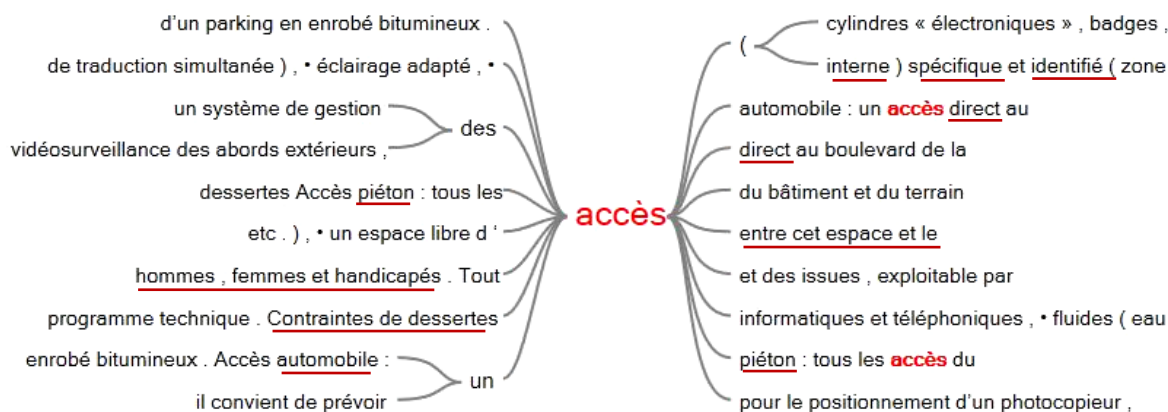 d'un parking en enrobé bitumineux .
de traduction simultanée ) , • éclairage adapté , •
un système de gestion
vidéosurveillance des abords extérieurs ,
des
dessertes Accès piéton : tous les
etc . ) , • un espace libre d ‘
hommes , femmes et handicapés . Tout
programme technique . Contraintes de dessertes
enrobé bitumineux . Accès automobile :
il convient de prévoir
un
accès
(
cylindres « électroniques » , badges ,
interne ) spécifique et identifié ( zone
automobile : un accès direct au
direct au boulevard de la
du bâtiment et du terrain
entre cet espace et le
et des issues , exploitable par
informatiques et téléphoniques , • fluides ( eau
piéton : tous les accès du
pour le positionnement d'un photocopieur ,